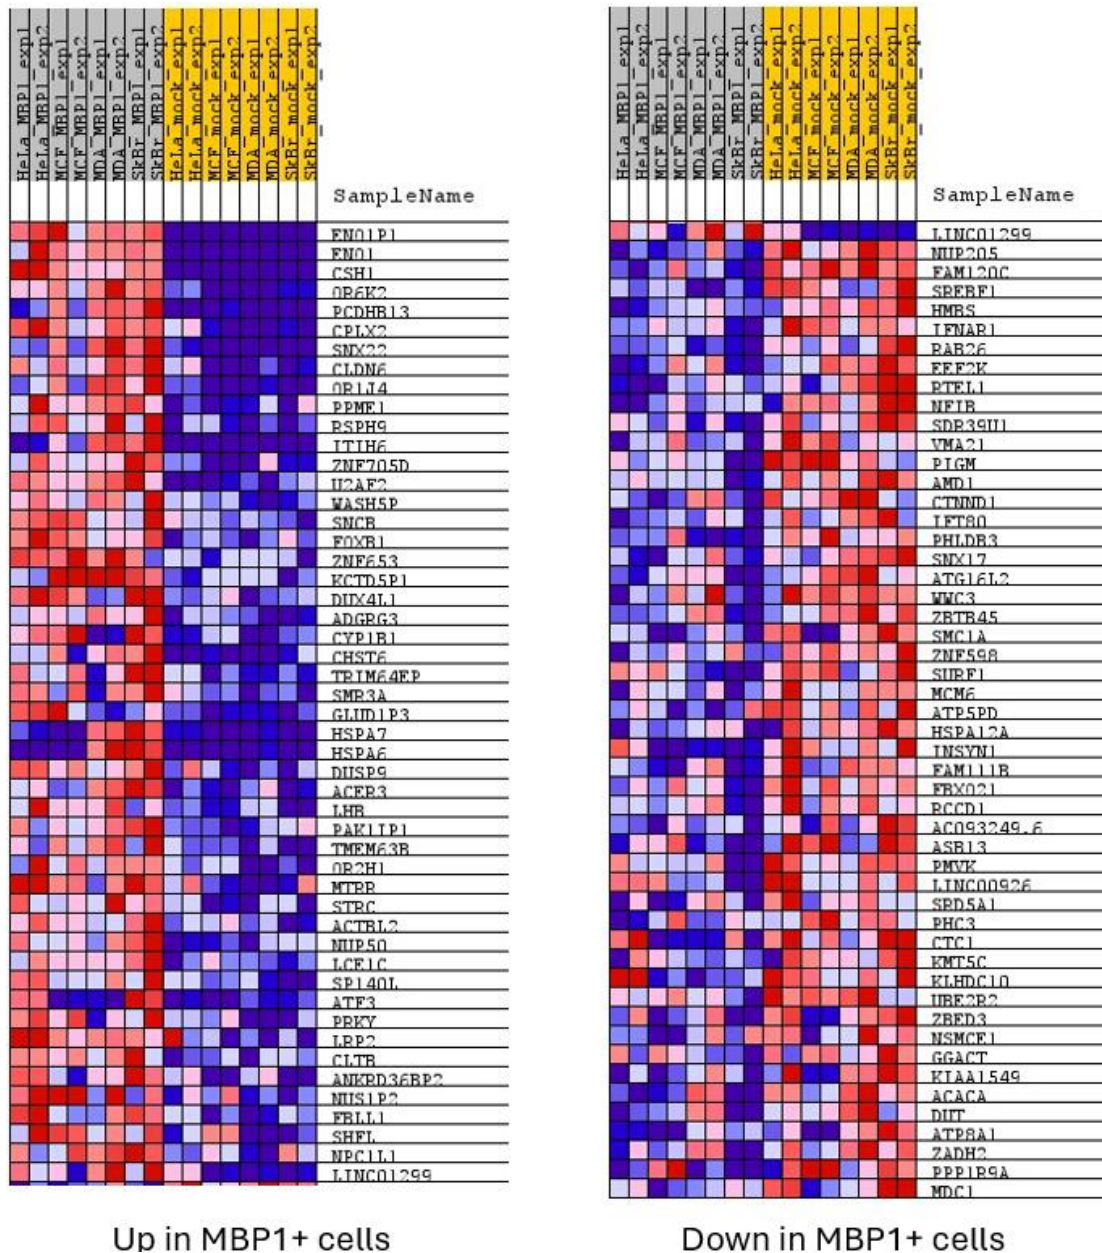 HeLa_MBP1_exp1
HeLa_MBP1_exp2
MCF_MBP1_exp1
MCF_MBP1_exp2
MDA_MBP1_exp1
MDA_MBP1_exp2
SkBr_MBP1_exp1
SkBr_MBP1_exp2
HeLa_mock_exp1
HeLa_mock_exp2
MCF_mock_exp1
MCF_mock_exp2
MDA_mock_exp1
MDA_mock_exp2
SkBr_mock_exp1
SkBr_mock_exp2
SampleName
ENO1P1
ENO1
CSH1
OR6K2
PCDHB13
CPLX2
SNX22
CLDN6
OR1J4
PPME1
RSPH9
ITIH6
ZNF705D
U2AF2
WASH5P
SNCB
FOXB1
ZNF653
KCTD5P1
DUX4L1
ADGRG3
CYP1B1
CHST6
TRIM64EP
SMR3A
GLUD1P3
HSPA7
HSPA6
DUSP9
ACER3
LHB
PAK1IP1
TMEM63B
OR2H1
MTRR
STRC
ACTBL2
NUP50
LCE1C
SP140L
ATF3
PRKY
LRP2
CLTB
ANKRD36BP2
NUS1P2
FBLL1
SHFL
NPC1L1
LINC01299
Up in MBP1+ cells
HeLa_MBP1_exp1
HeLa_MBP1_exp2
MCF_MBP1_exp1
MCF_MBP1_exp2
MDA_MBP1_exp1
MDA_MBP1_exp2
SkBr_MBP1_exp1
SkBr_MBP1_exp2
HeLa_mock_exp1
HeLa_mock_exp2
MCF_mock_exp1
MCF_mock_exp2
MDA_mock_exp1
MDA_mock_exp2
SkBr_mock_exp1
SkBr_mock_exp2
SampleName
LINC01299
NUP205
FAM120C
SREBF1
HMBS
IFNAR1
RAB26
EEF2K
RTEL1
NFIB
SDR39U1
VMA21
PIGM
AMD1
CTNND1
IFT80
PHLDB3
SNX17
ATG16L2
WWC3
ZBTB45
SMC1A
ZNF598
SURF1
MCM6
ATP5PD
HSPA12A
INSYN1
FAM111B
FBXO21
RCCD1
AC093249.6
ASB13
PMVK
LINC00926
SRD5A1
PHC3
CTC1
KMT5C
KLHDC10
UBE2R2
ZBED3
NSMCE1
GGACT
KIAA1549
ACACA
DUT
ATP8A1
ZADH2
PPP1R9A
MDC1
Down in MBP1+ cells